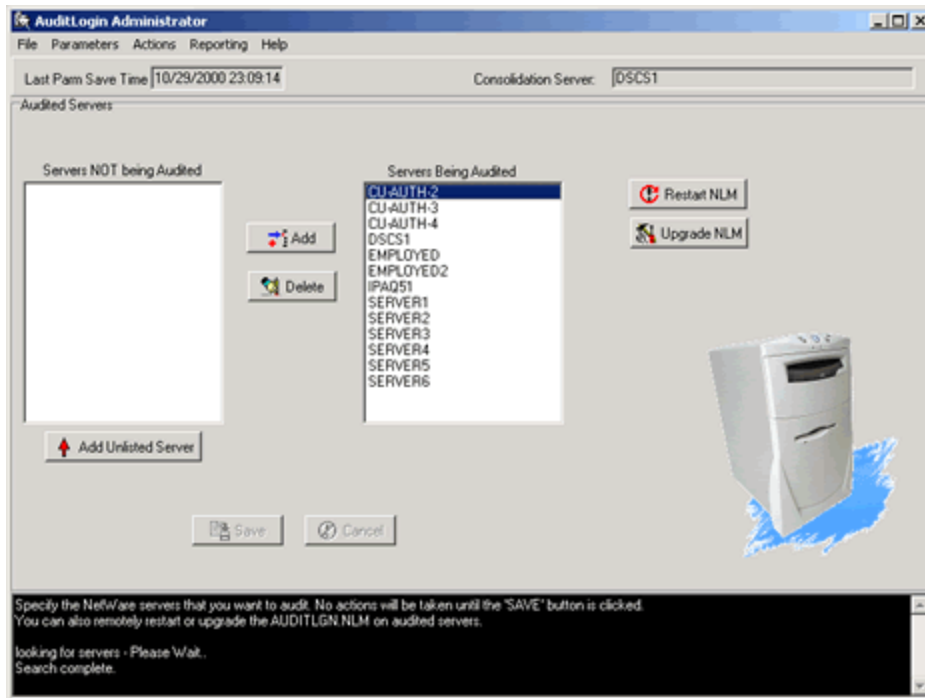 AuditLogin Administrator
File Parameters Actions Reporting Help
Last Parm Save Time 10/29/2000 23:09:14 Consolidation Server: DSCS1
Audited Servers
Servers NOT being Audited
Servers Being Audited
CU-AUTH-2
CU-AUTH-3
CU-AUTH-4
DSCS1
EMPLOYED
EMPLOYED2
IPAQ51
SERVER1
SERVER2
SERVER3
SERVER4
SERVER5
SERVER6
Add
Delete
Restart NLM
Upgrade NLM
Add Unlisted Server
Save Cancel
Specify the NetWare servers that you want to audit. No actions will be taken until the "SAVE" button is clicked.
You can also remotely restart or upgrade the AUDITLGN.NLM on audited servers.
looking for servers - Please Wait..
Search complete.